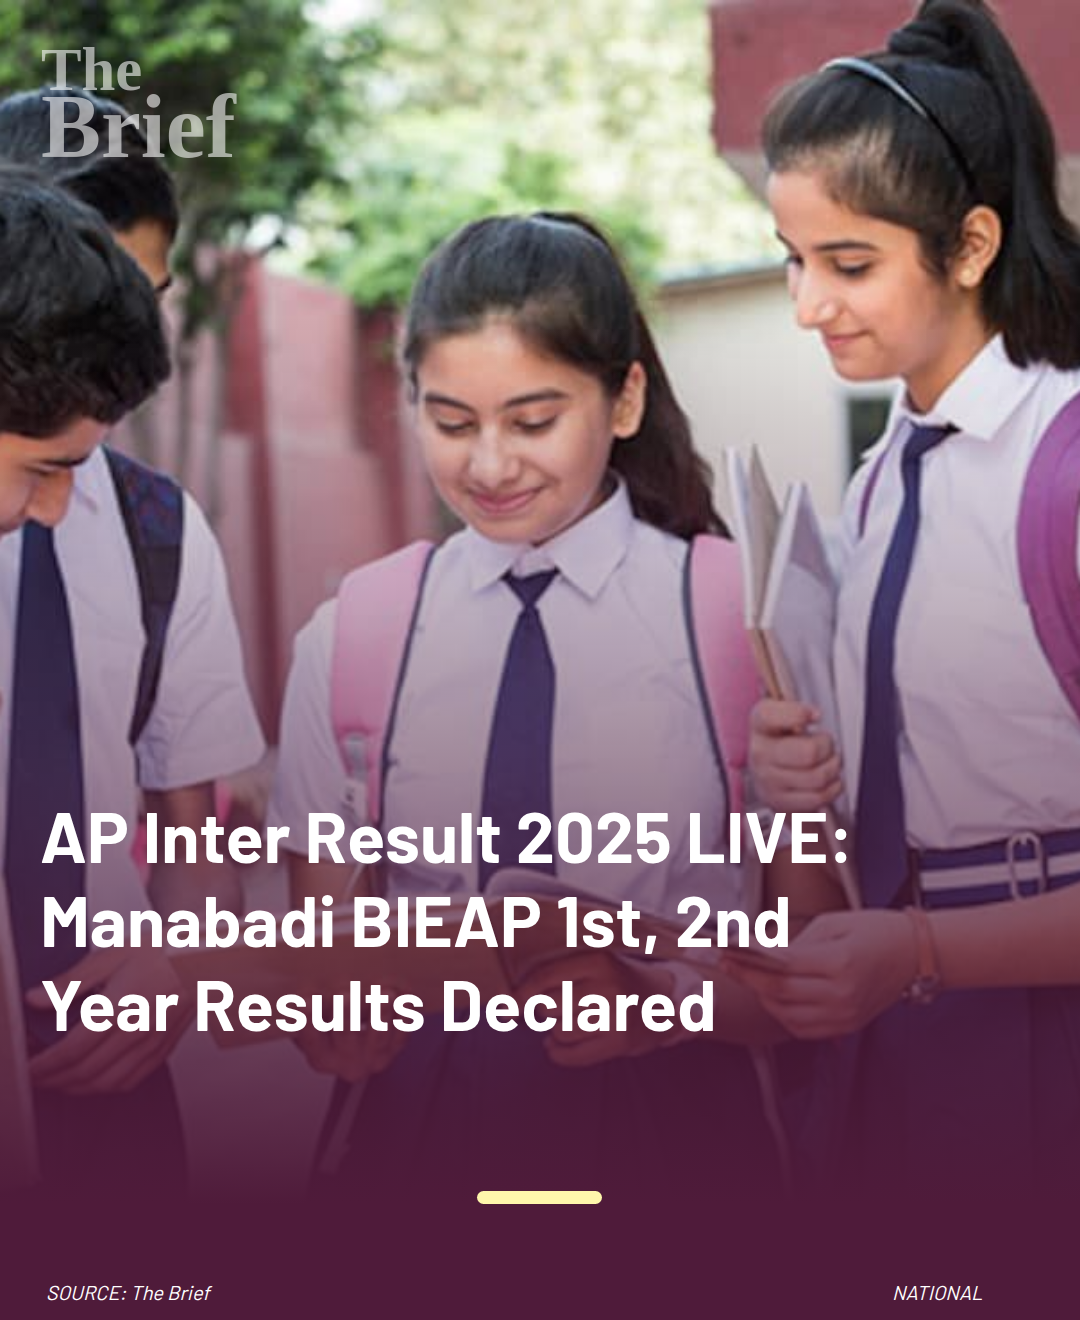 The
Brief
AP Inter Result 2025 LIVE:
Manabadi BIEAP 1st, 2nd
Year Results Declared
SOURCE: The Brief
NATIONAL